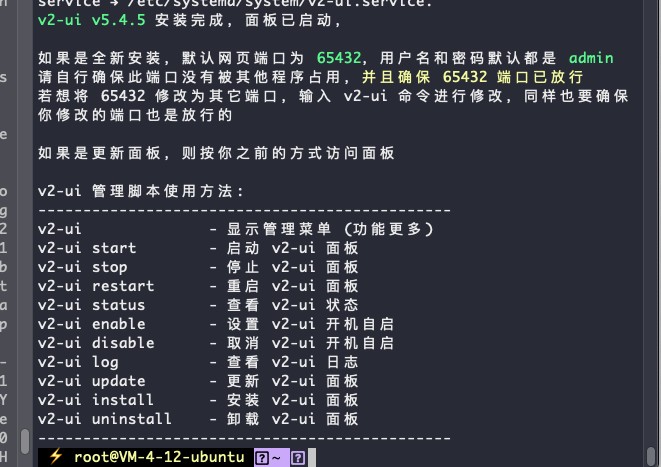 service → /etc/systemd/system/v2-ui.service.
v2-ui v5.4.5 安装完成，面板已启动，
如果是全新安装，默认网页端口为 65432，用户名和密码默认都是 admin
请自行确保此端口没有被其他程序占用，并且确保 65432 端口已放行
若想将 65432 修改为其它端口，输入 v2-ui 命令进行修改，同样也要确保
你修改的端口也是放行的
如果是更新面板，则按你之前的方式访问面板
v2-ui 管理脚本使用方法：
----------------------------------------------
v2-ui              - 显示管理菜单 (功能更多)
v2-ui start        - 启动 v2-ui 面板
v2-ui stop         - 停止 v2-ui 面板
v2-ui restart      - 重启 v2-ui 面板
v2-ui status       - 查看 v2-ui 状态
v2-ui enable       - 设置 v2-ui 开机自启
v2-ui disable      - 取消 v2-ui 开机自启
v2-ui log          - 查看 v2-ui 日志
v2-ui update       - 更新 v2-ui 面板
v2-ui install      - 安装 v2-ui 面板
v2-ui uninstall    - 卸载 v2-ui 面板
----------------------------------------------
⚡ root@VM-4-12-ubuntu ~